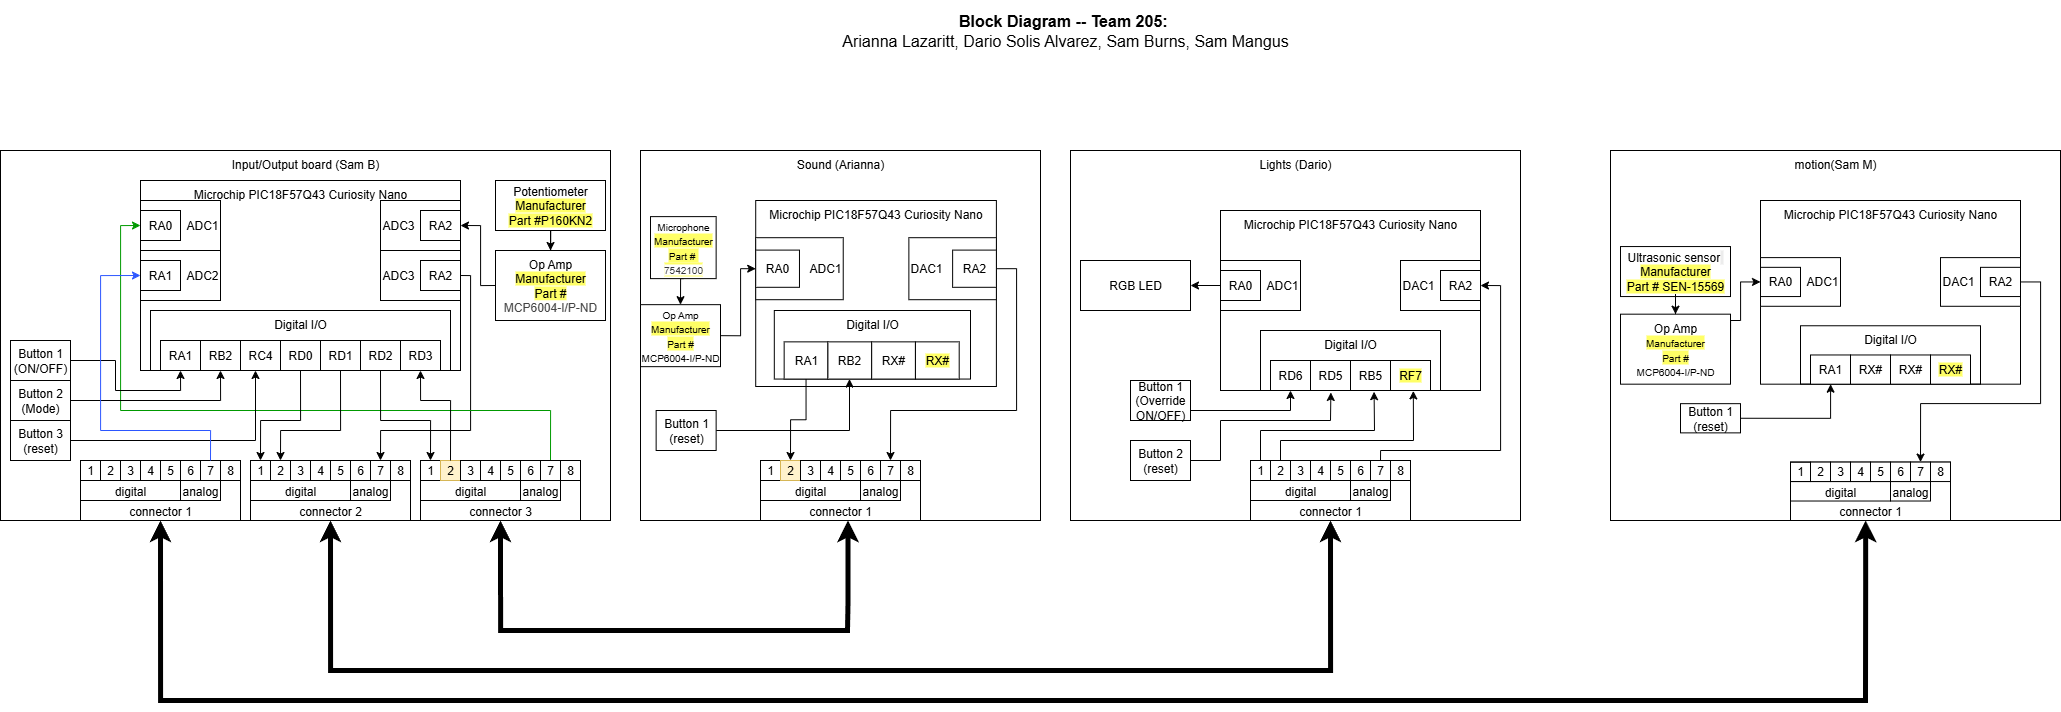 Block Diagram -- Team 205:
Arianna Lazaritt, Dario Solis Alvarez, Sam Burns, Sam Mangus
Input/Output board (Sam B)
Microchip PIC18F57Q43 Curiosity Nano
RA0
ADC1
RA1
ADC2
ADC3
RA2
ADC3
RA2
Potentiometer
Manufacturer
Part #P160KN2
Op Amp
Manufacturer
Part #
MCP6004-I/P-ND
Digital I/O
RA1
RB2
RC4
RD0
RD1
RD2
RD3
Button 1
(ON/OFF)
Button 2
(Mode)
Button 3
(reset)
1 2 3 4 5 6 7 8
digital
analog
connector 1
1 2 3 4 5 6 7 8
digital
analog
connector 2
1 2 3 4 5 6 7 8
digital
analog
connector 3
Sound (Arianna)
Microphone
Manufacturer
Part #
7542100
Op Amp
Manufacturer
Part #
MCP6004-I/P-ND
Microchip PIC18F57Q43 Curiosity Nano
RA0
ADC1
DAC1
RA2
Digital I/O
RA1
RB2
RX#
RX#
Button 1
(reset)
1 2 3 4 5 6 7 8
digital
analog
connector 1
Lights (Dario)
Microchip PIC18F57Q43 Curiosity Nano
RGB LED
RA0
ADC1
DAC1
RA2
Digital I/O
RD6
RD5
RB5
RF7
Button 1
(Override
ON/OFF)
Button 2
(reset)
1 2 3 4 5 6 7 8
digital
analog
connector 1
motion(Sam M)
Microchip PIC18F57Q43 Curiosity Nano
Ultrasonic sensor
Manufacturer
Part # SEN-15569
Op Amp
Manufacturer
Part #
MCP6004-I/P-ND
RA0
ADC1
DAC1
RA2
Digital I/O
RA1
RX#
RX#
RX#
Button 1
(reset)
1 2 3 4 5 6 7 8
digital
analog
connector 1